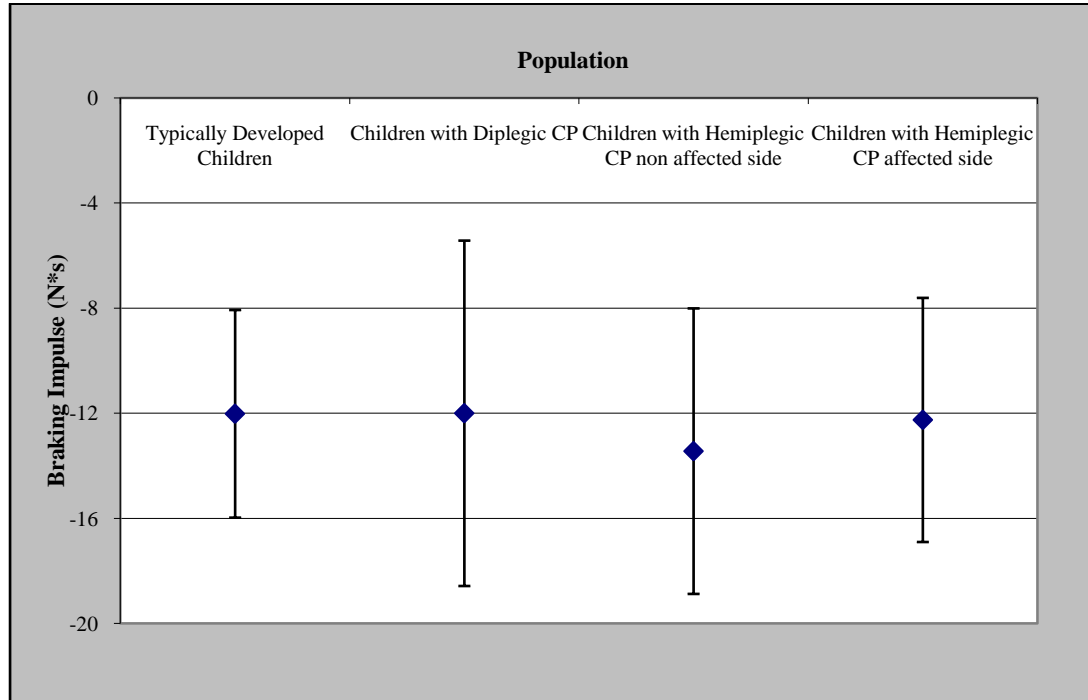 Population
0
Typically Developed
Children
Children with Diplegic CP
Children with Hemiplegic
CP non affected side
Children with Hemiplegic
CP affected side
-4
-8
-12
-16
-20
Braking Impulse (N*s)